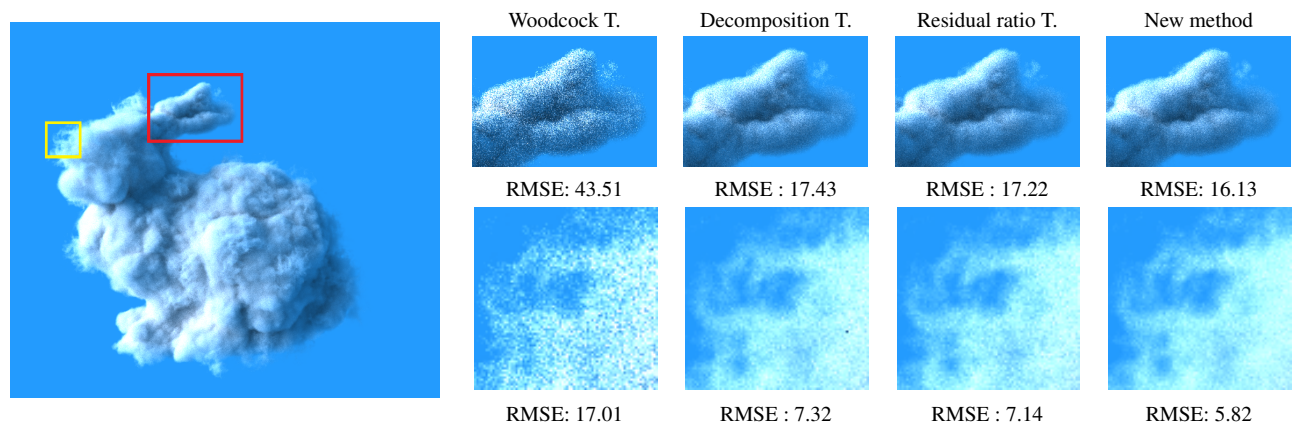 Woodcock T. Decomposition T. Residual ratio T. New method
RMSE: 43.51 RMSE : 17.43 RMSE : 17.22 RMSE: 16.13
RMSE: 17.01 RMSE : 7.32 RMSE : 7.14 RMSE: 5.82